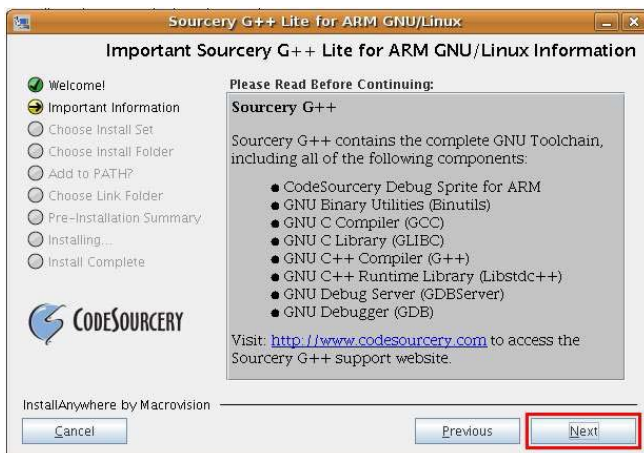 Sourcery G++ Lite for ARM GNU/Linux
Important Sourcery G++ Lite for ARM GNU/Linux Information
Welcome!
Important Information
Choose Install Set
Choose Install Folder
Add to PATH?
Choose Link Folder
Pre-Installation Summary
Installing...
Install Complete
CODESOURCERY
Please Read Before Continuing:
Sourcery G++
Sourcery G++ contains the complete GNU Toolchain,
including all of the following components:
CodeSourcery Debug Sprite for ARM
GNU Binary Utilities (Binutils)
GNU C Compiler (GCC)
GNU C Library (GLIBC)
GNU C++ Compiler (G++)
GNU C++ Runtime Library (Libstdc++)
GNU Debug Server (GDBServer)
GNU Debugger (GDB)
Visit: http://www.codesourcery.com to access the
Sourcery G++ support website.
InstallAnywhere by Macrovision
Cancel
Previous
Next